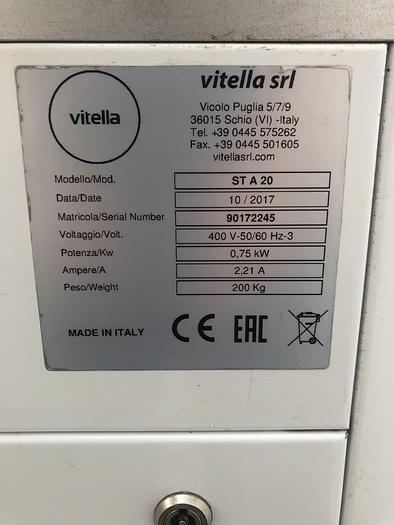 vitella
vitella srl
Vicolo Puglia 5/7/9
36015 Schio (VI) -Italy
Tel. +39 0445 575262
Fax. +39 0445 501605
vitellasrl.com
Modello/Mod. ST A 20
Data/Date 10 / 2017
Matricola/Serial Number 90172245
Voltaggio/Volt. 400 V-50/60 Hz-3
Potenza/Kw 0,75 kW
Ampere/A 2,21 A
Peso/Weight 200 Kg
MADE IN ITALY CE EAC